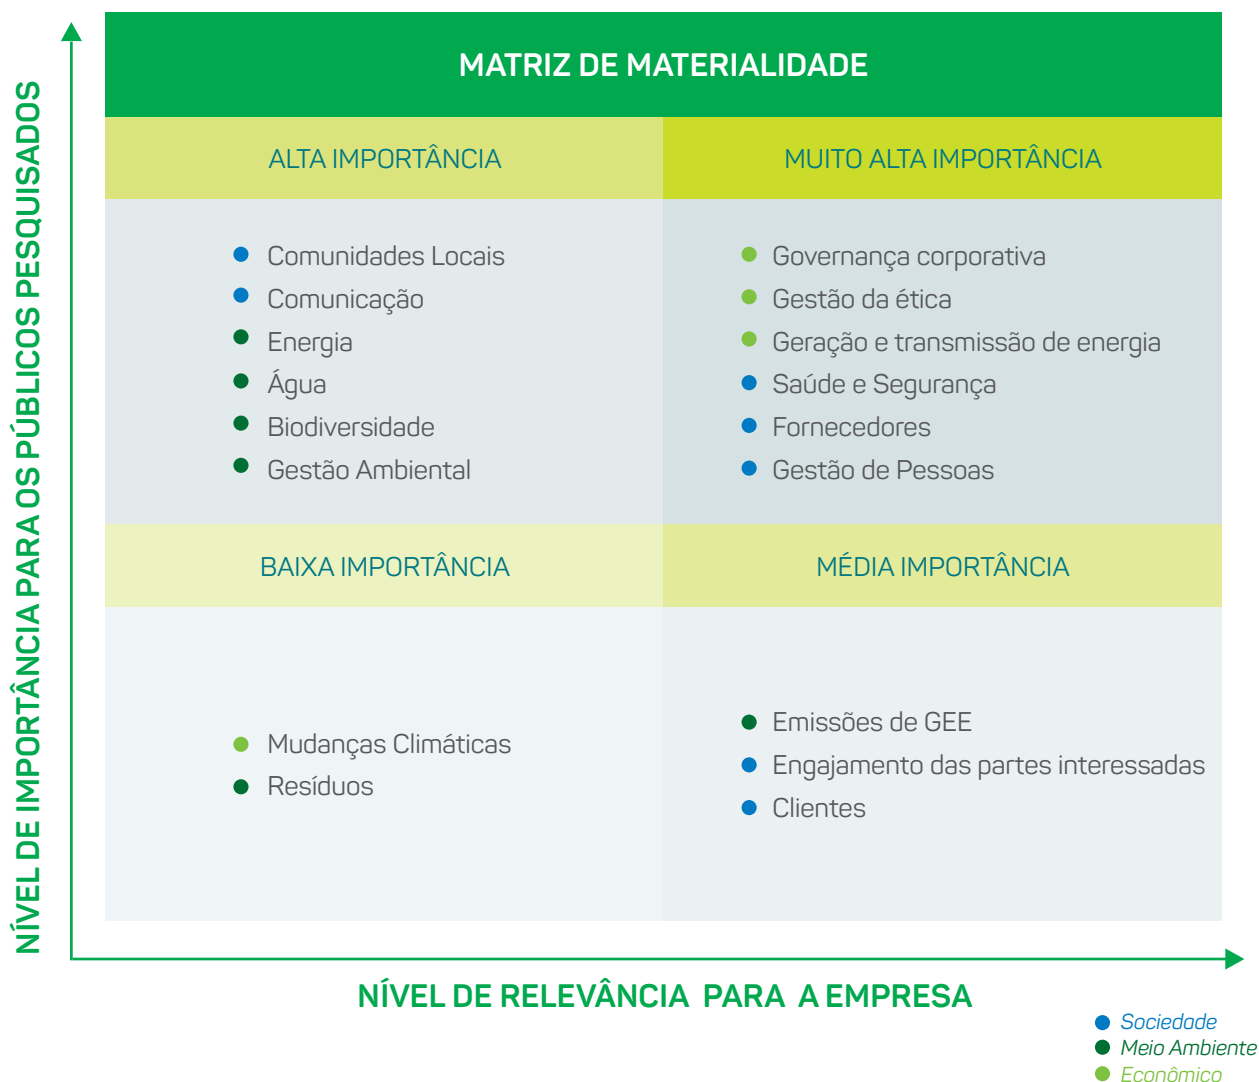 MATRIZ DE MATERIALIDADE
NÍVEL DE IMPORTÂNCIA PARA OS PÚBLICOS PESQUISADOS
ALTA IMPORTÂNCIA
Comunidades Locais
Comunicação
Energia
Água
Biodiversidade
Gestão Ambiental
MUITO ALTA IMPORTÂNCIA
Governança corporativa
Gestão da ética
Geração e transmissão de energia
Saúde e Segurança
Fornecedores
Gestão de Pessoas
BAIXA IMPORTÂNCIA
Mudanças Climáticas
Resíduos
MÉDIA IMPORTÂNCIA
Emissões de GEE
Engajamento das partes interessadas
Clientes
NÍVEL DE RELEVÂNCIA PARA A EMPRESA
Sociedade
Meio Ambiente
Econômico